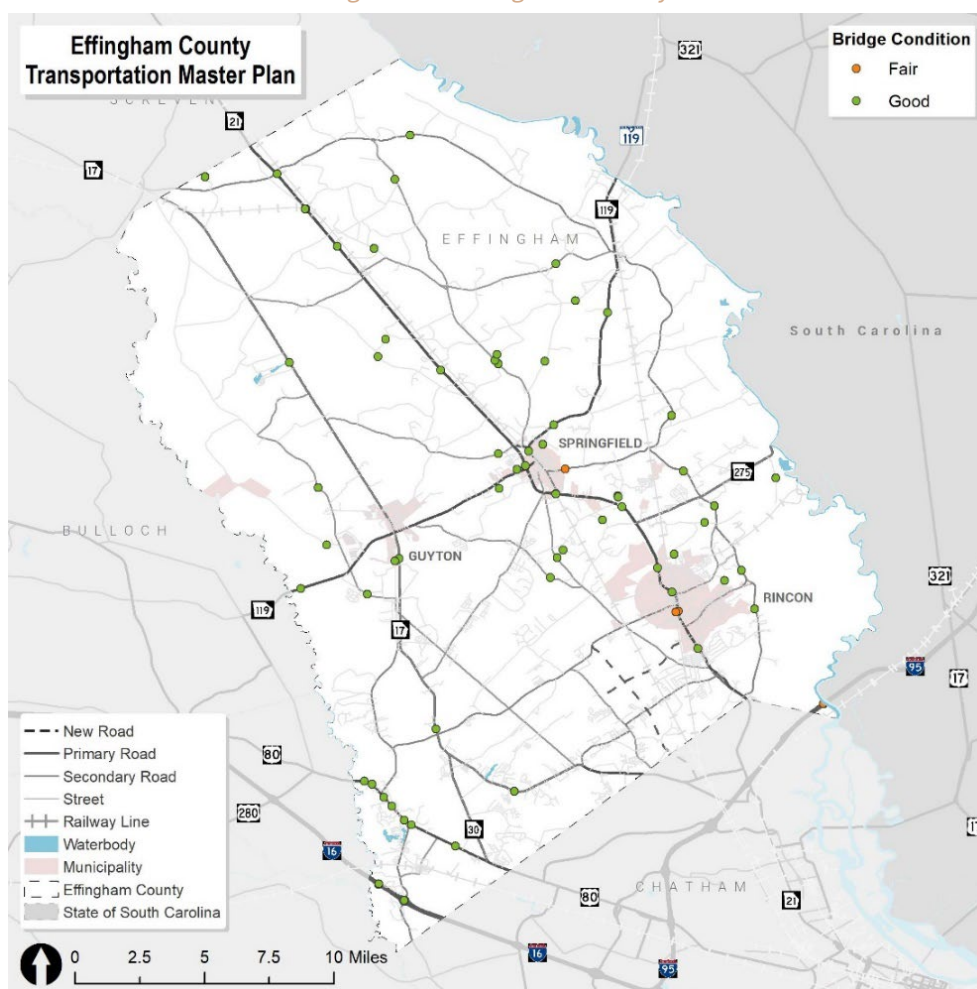 Effingham County
Transportation Master Plan
Bridge Condition
Fair
Good
SCREVEN
321
21
119
17
119
EFFINGHAM
South Carolina
SPRINGFIELD
275
BULLOCH
GUYTON
RINCON
321
119
17
95
17
New Road
Primary Road
Secondary Road
Street
Railway Line
Waterbody
Municipality
Effingham County
State of South Carolina
80
280
16
30
80
CHATHAM
21
16
95
0 2.5 5 10 Miles